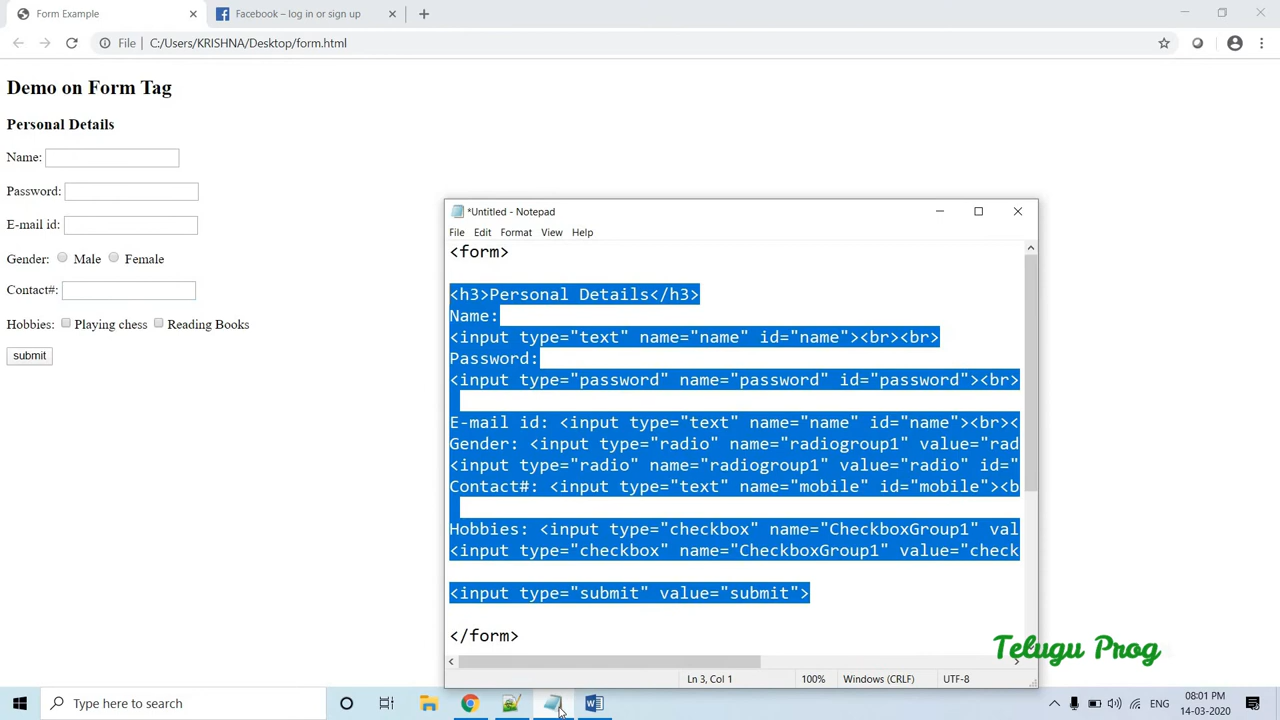 Form Example
Facebook – log in or sign up
File C:/Users/KRISHNA/Desktop/form.html
Demo on Form Tag
Personal Details
Name:
Password:
E-mail id:
Gender: Male Female
Contact#:
Hobbies: Playing chess Reading Books
submit
*Untitled - Notepad
File Edit Format View Help
<form>
<h3>Personal Details</h3>
Name:
<input type="text" name="name" id="name"><br><br>
Password:
<input type="password" name="password" id="password"><br>
E-mail id: <input type="text" name="name" id="name"><br><
Gender: <input type="radio" name="radiogroup1" value="rad
<input type="radio" name="radiogroup1" value="radio" id="
Contact#: <input type="text" name="mobile" id="mobile"><b
Hobbies: <input type="checkbox" name="CheckboxGroup1" val
<input type="checkbox" name="CheckboxGroup1" value="check
<input type="submit" value="submit">
</form>
Telugu Prog
Ln 3, Col 1 100% Windows (CRLF) UTF-8
Type here to search
ENG
08:01 PM
14-03-2020